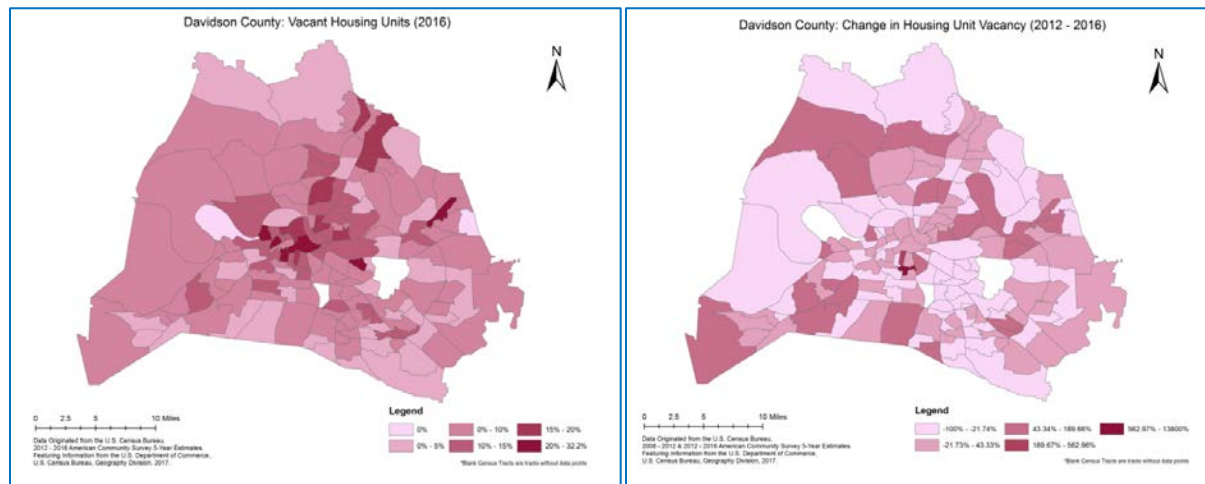 Davidson County: Vacant Housing Units (2016)
N
0 2.5 5 10 Miles
Data Originated from the U.S. Census Bureau,
2012 - 2016 American Community Survey 5-Year Estimates.
Featuring Information from the U.S. Department of Commerce,
U.S. Census Bureau, Geography Division, 2017.
Legend
0% 0% - 10% 15% - 20%
0% - 5% 10% - 15% 20% - 32.2%
*Blank Census Tracts are tracts without data points
Davidson County: Change in Housing Unit Vacancy (2012 - 2016)
N
0 2.5 5 10 Miles
Data Originated from the U.S. Census Bureau,
2008 - 2012 & 2012 - 2016 American Community Survey 5-Year Estimates.
Featuring Information from the U.S. Department of Commerce,
U.S. Census Bureau, Geography Division, 2017.
Legend
-100% - -21.74% 43.34% - 189.66% 562.97% - 13800%
-21.73% - 43.33% 189.67% - 562.96%
*Blank Census Tracts are tracts without data points